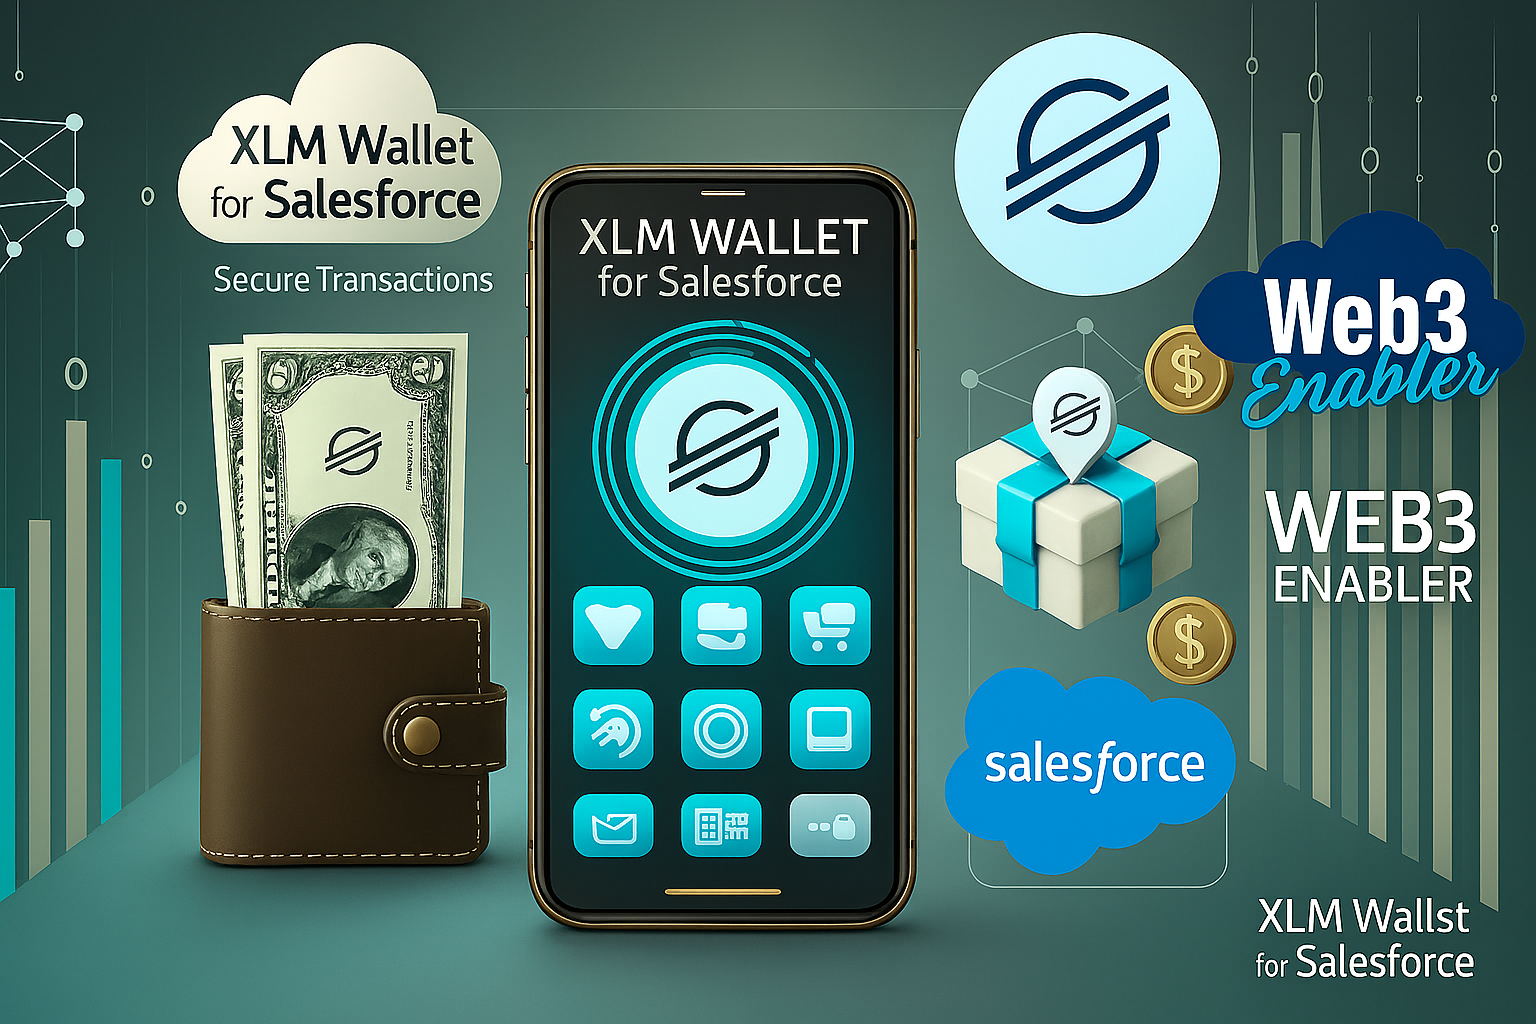 XLM Wallet
for Salesforce
Secure Transactions
XLM WALLET
for Salesforce
Web3
Enabler
WEB3
ENABLER
salesforce
XLM Wallst
for Salesforce